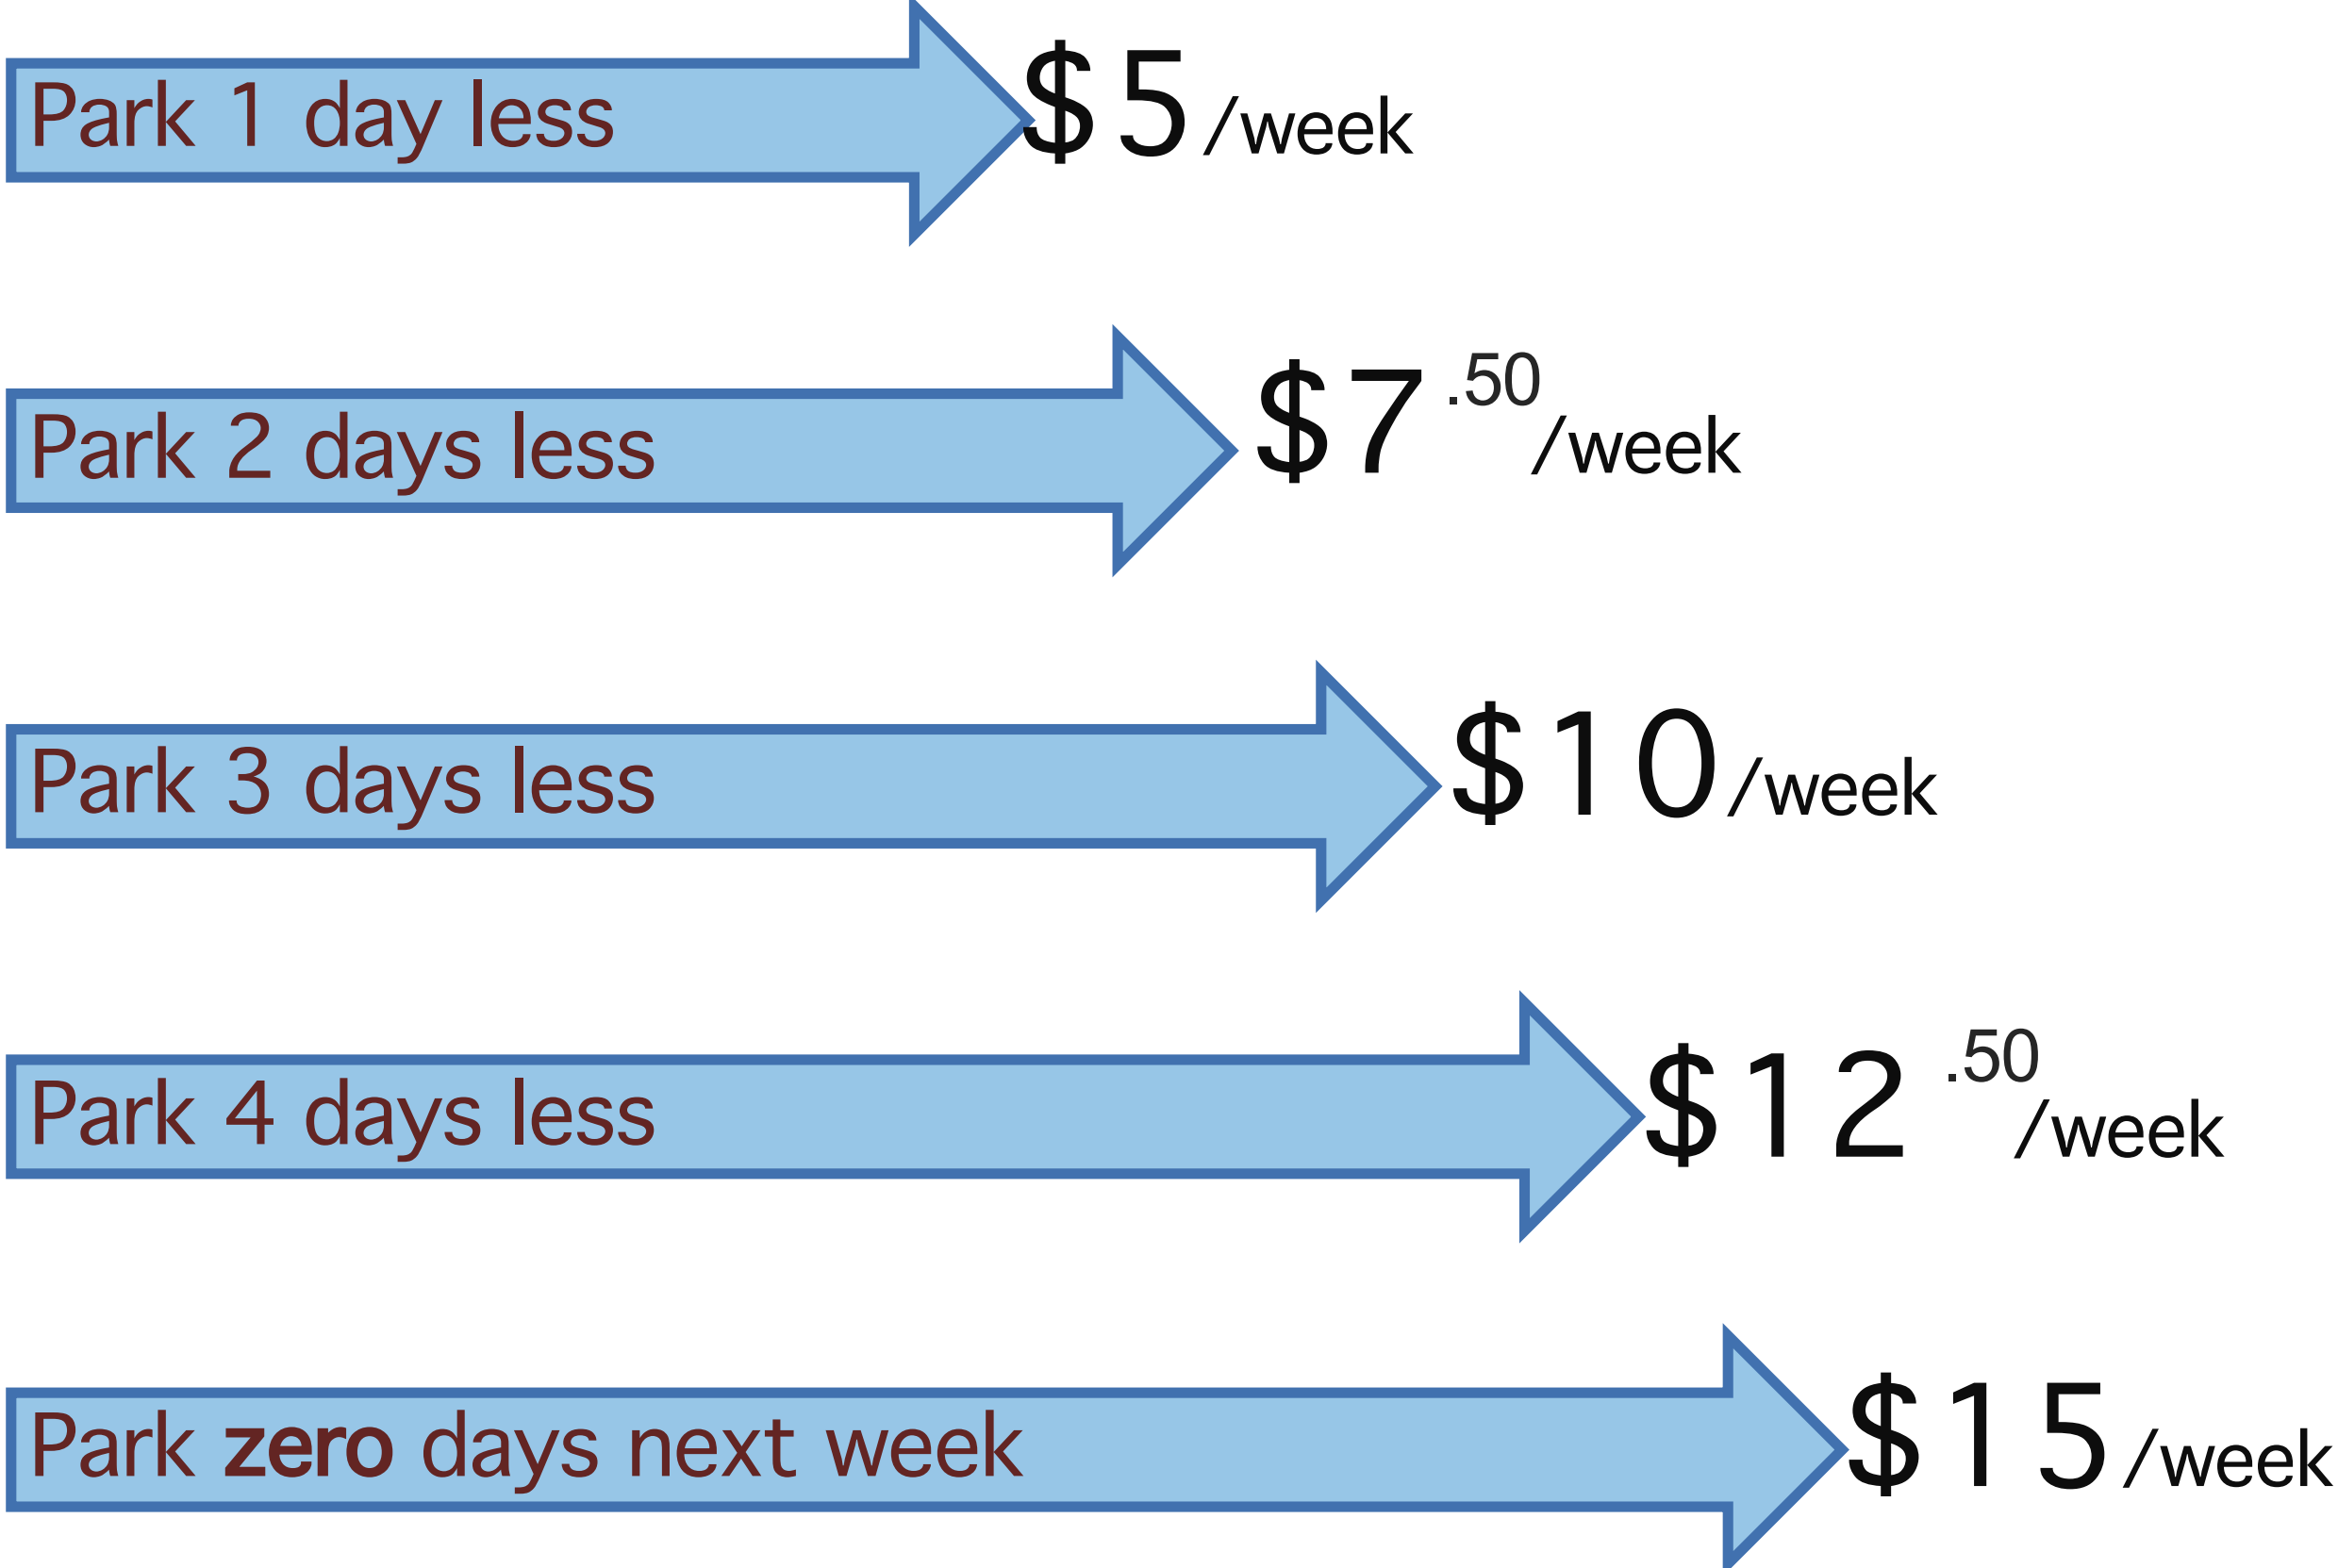 Park 1 day less $5/week
Park 2 days less $7.50/week
Park 3 days less $10/week
Park 4 days less $12.50/week
Park zero days next week $15/week